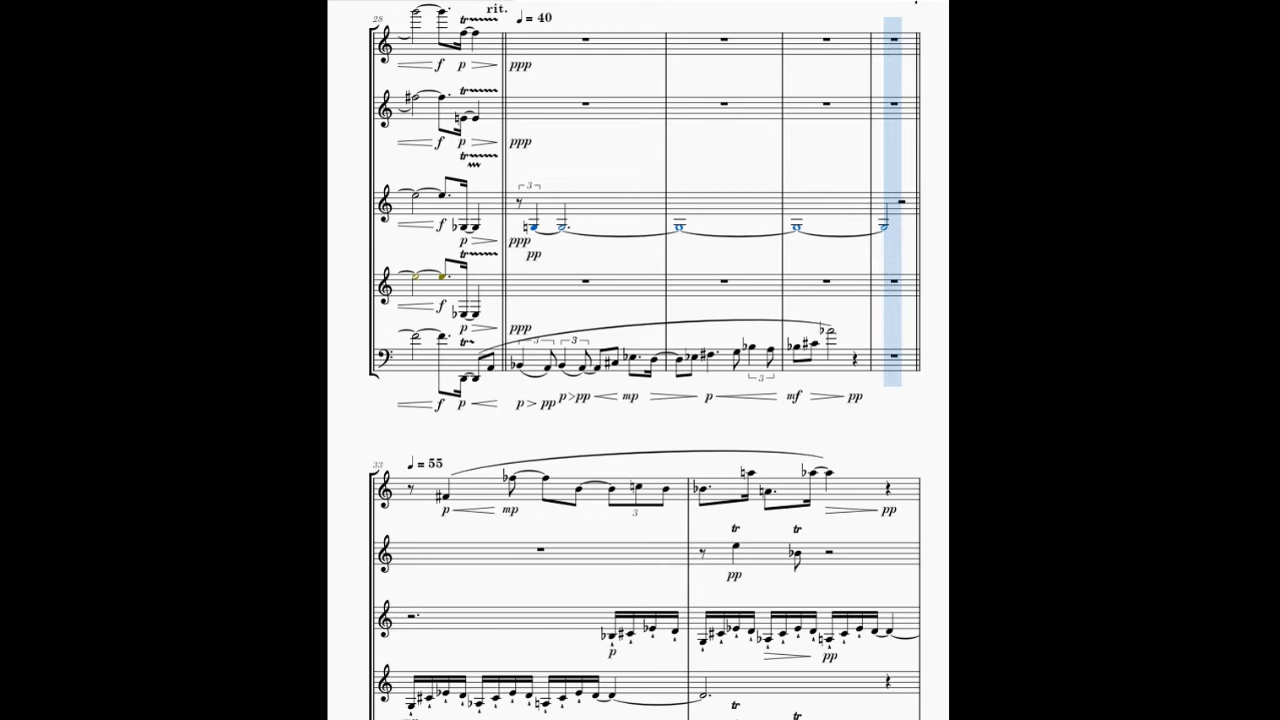 rit.
28
♩ = 40
tr
f p ppp
tr
f p ppp
tr
3
f
p ppp
pp
tr
f
p ppp
3 3
tr
3
f p p > pp p > pp mp p mf pp
33
♩ = 55
p mp 3 pp
tr tr
pp
p pp
tr tr